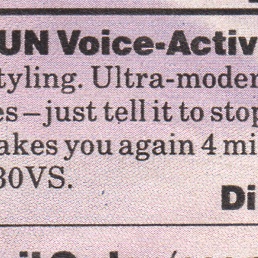 UN Voice-Activ
tyling. Ultra-moder
es – just tell it to stop
akes you again 4 mi
30VS.
Di